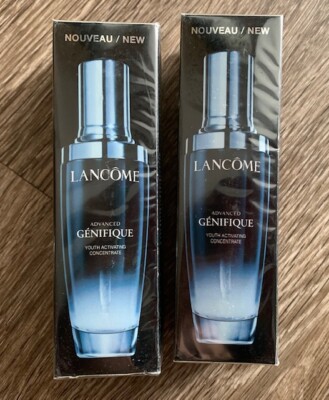 NOUVEAU / NEW
LANCÔME
ADVANCED
GÉNIFIQUE
YOUTH ACTIVATING
CONCENTRATE
NOUVEAU / NEW
LANCÔME
ADVANCED
GÉNIFIQUE
YOUTH ACTIVATING
CONCENTRATE